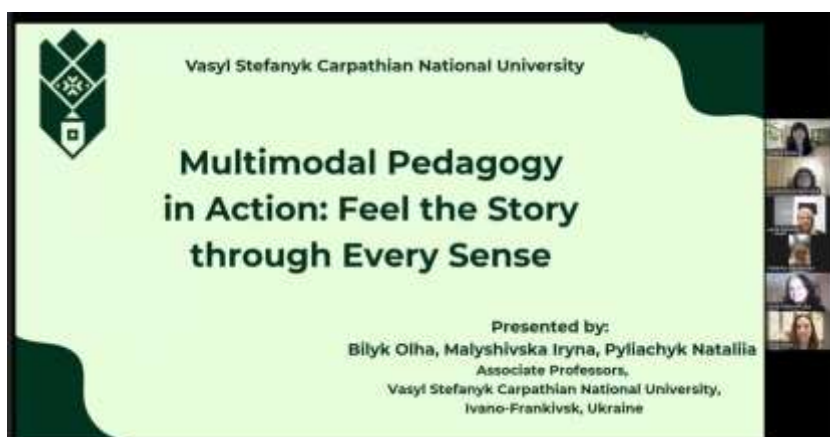 Vasyl Stefanyk Carpathian National University
Multimodal Pedagogy
in Action: Feel the Story
through Every Sense
Presented by:
Bilyk Olha, Malyshivska Iryna, Pyliachyk Nataliia
Associate Professors,
Vasyl Stefanyk Carpathian National University,
Ivano-Frankivsk, Ukraine